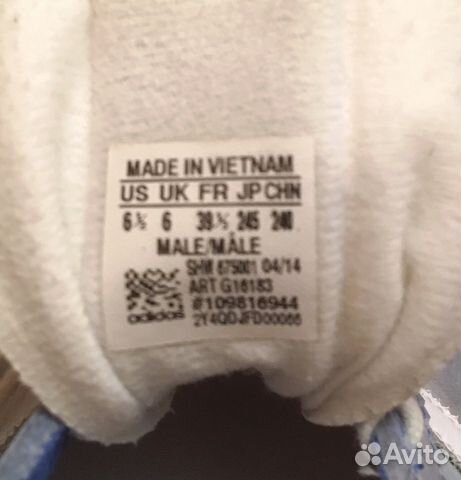 MADE IN VIETNAM
US UK FR JP CHN
6½ 6 39⅓ 245 240
MALE/MÂLE
SHM 675001 04/14
ART G16183
#109816944
adidas 2Y4QDJFD00066
Avito